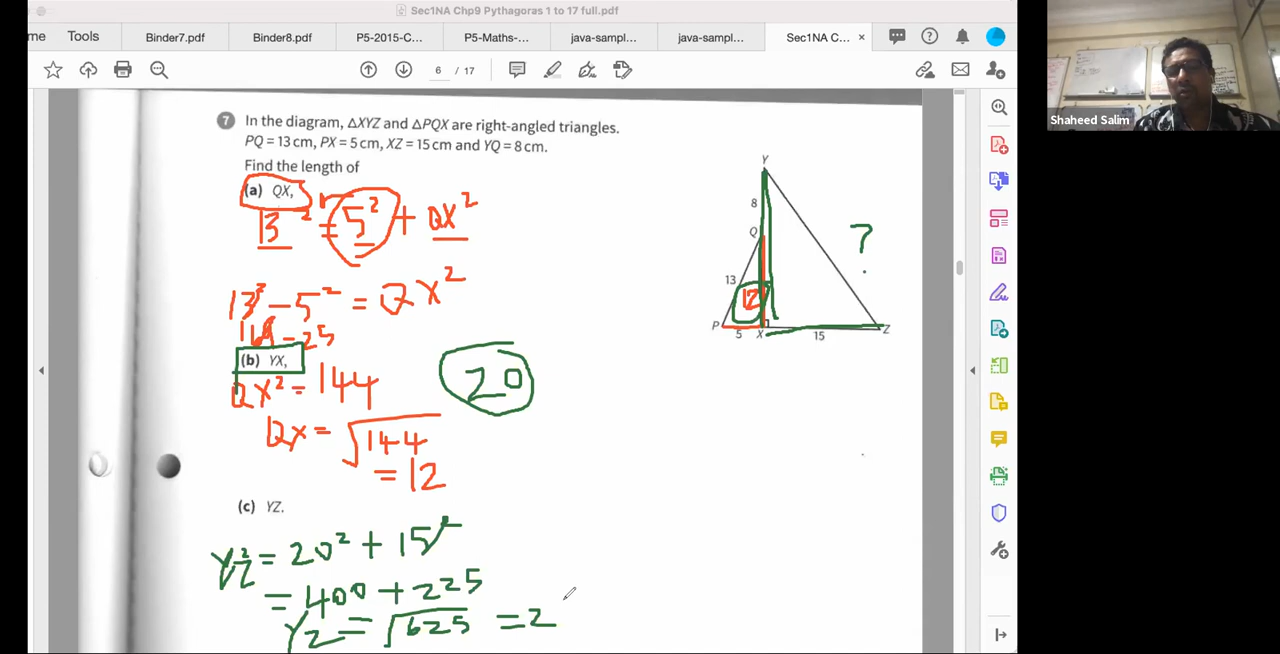 Sec1NA Chp9 Pythagoras 1 to 17 full.pdf
me Tools Binder7.pdf Binder8.pdf P5-2015-C... P5-Maths-... java-sampl... java-sampl... Sec1NA C... ×
6 / 17
Shaheed Salim
7 In the diagram, △XYZ and △PQX are right-angled triangles.
PQ = 13 cm, PX = 5 cm, XZ = 15 cm and YQ = 8 cm.
Find the length of
(a) QX,
13² = 5² + QX²
13² – 5² = QX²
169 – 25
(b) YX,
QX² = 144
20
QX = √144
= 12
(c) YZ.
YZ² = 20² + 15²
= 400 + 225
YZ = √625 = 2
Y
8
Q
?
13
12
P
5
X
15
Z